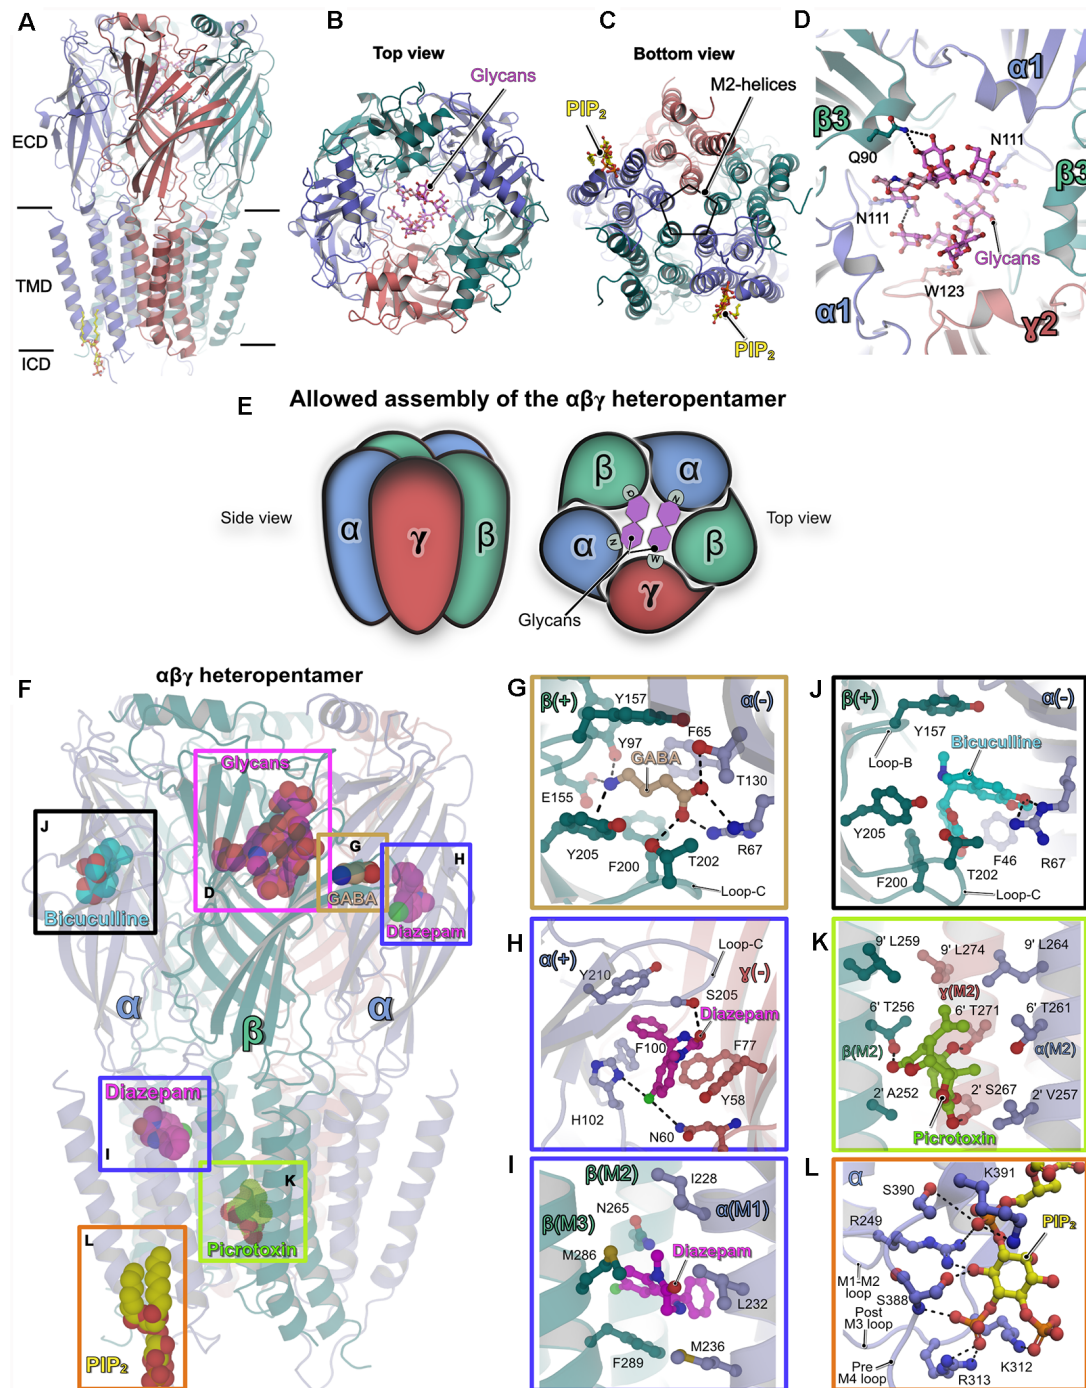 A
ECD
TMD
ICD
B
Top view
Glycans
C
Bottom view
M2-helices
PIP₂
PIP₂
D
α1
β3
N111
Q90
β3
N111
Glycans
W123
α1
γ2
E
Allowed assembly of the αβγ heteropentamer
Side view
α
γ
β
β
α
Q
N
α
N
β
W
γ
Top view
Glycans
F
αβγ heteropentamer
Glycans
J
G
H
D
GABA
Bicuculline
Diazepam
α
β
α
Diazepam
I
K
Picrotoxin
L
PIP₂
G
β(+)
Y157
α(-)
Y97
F65
GABA
T130
E155
Y205
F200
T202
R67
Loop-C
H
α(+)
Loop-C
Y210
γ(-)
S205
Diazepam
F100
F77
Y58
H102
N60
I
β(M2)
I228
β(M3)
N265
α(M1)
M286
Diazepam
L232
F289
M236
J
β(+)
α(-)
Y157
Bicuculline
Loop-B
Y205
F46
T202
R67
F200
Loop-C
K
9' L259
9' L274
9' L264
γ(M2)
6' T256
6' T271
6' T261
β(M2)
α(M2)
2' A252
2' S267
2' V257
Picrotoxin
L
α
K391
S390
PIP₂
R249
M1-M2
loop
S388
Post
M3 loop
Pre
M4 loop
K312
R313